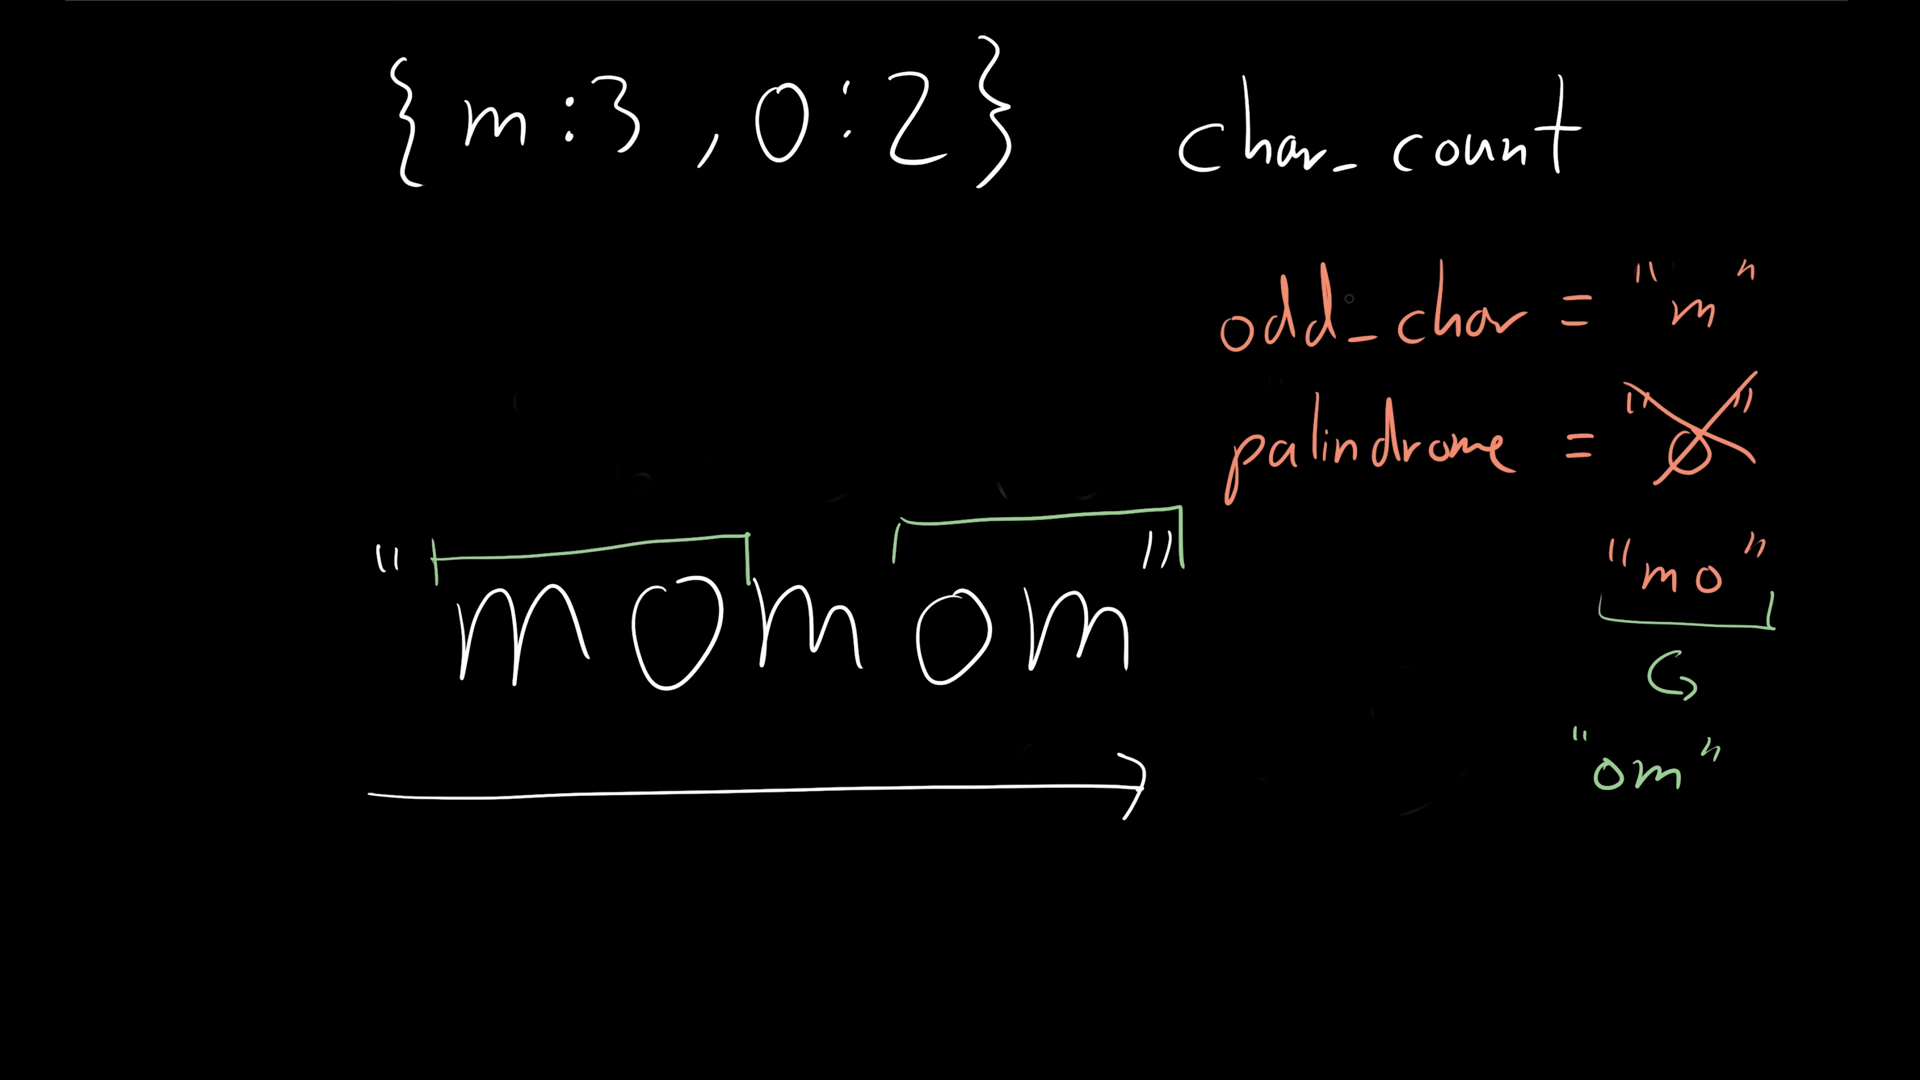 {m:3, o:2} char_count
odd_char = "m"
palindrome = "o"
"mo"
"momom"
"om"